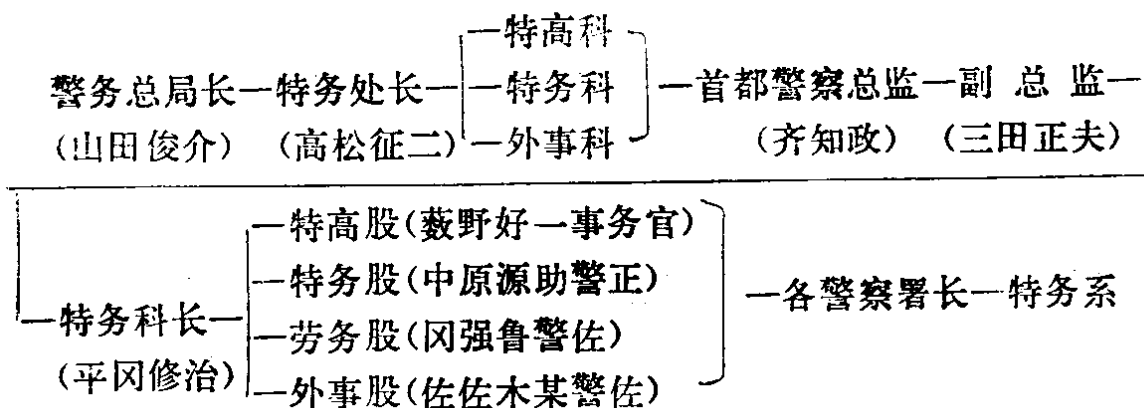 —特高科
警务总局长—特务处长—特务科—首都警察总监—副总监—
(山田俊介) (高松征二) —外事科 (齐知政) (三田正夫)
—特高股(薮野好一事务官)
—特务股(中原源助警正) —各警察署长—特务系
—特务科长—
—劳务股(冈强鲁警佐)
(平冈修治)
—外事股(佐佐木某警佐)